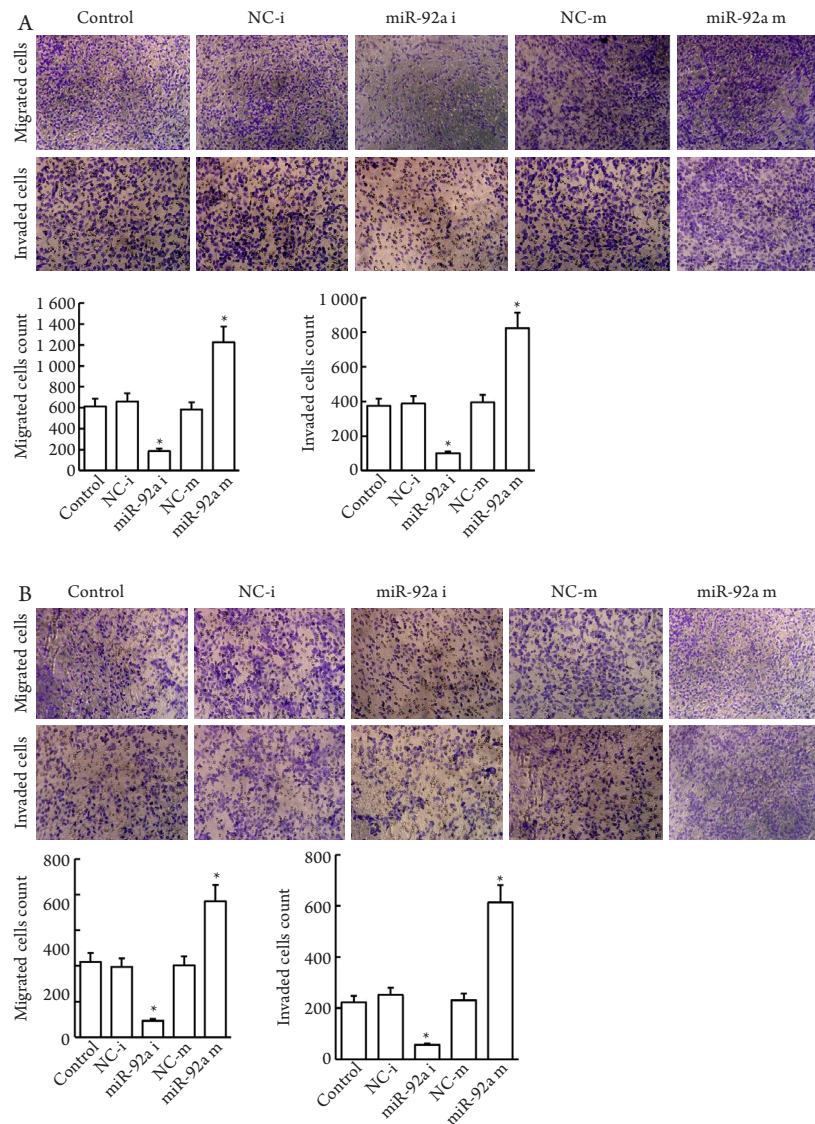 A
Control NC-i miR-92a i NC-m miR-92a m
Migrated cells
Invaded cells
Migrated cells count
1 600
1 400
1 200
1 000
800
600
400
200
0
Control NC-i miR-92a i NC-m miR-92a m
* *
Invaded cells count
1 000
800
600
400
200
0
Control NC-i miR-92a i NC-m miR-92a m
* *
B
Control NC-i miR-92a i NC-m miR-92a m
Migrated cells
Invaded cells
Migrated cells count
800
600
400
200
0
Control NC-i miR-92a i NC-m miR-92a m
* *
Invaded cells count
800
600
400
200
0
Control NC-i miR-92a i NC-m miR-92a m
* *